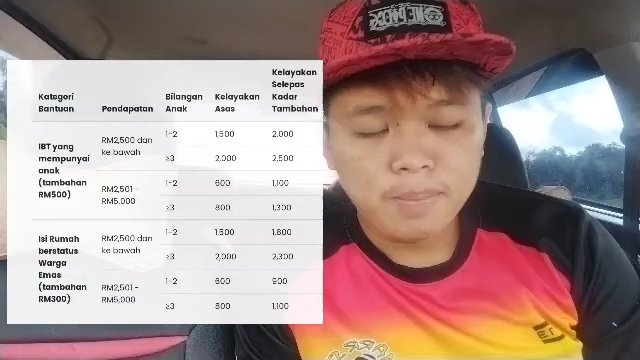 Kategori Bantuan Pendapatan Bilangan Anak Kelayakan Asas Kelayakan Selepas Kadar Tambahan
IBT yang mempunyai anak (tambahan RM500)
RM2,500 dan ke bawah
1-2 1,500 2,000
≥3 2,000 2,500
RM2,501 - RM5,000
1-2 600 1,100
≥3 800 1,300
Isi Rumah berstatus Warga Emas (tambahan RM300)
RM2,500 dan ke bawah
1-2 1,500 1,800
≥3 2,000 2,300
RM2,501 - RM5,000
1-2 600 900
≥3 800 1,100